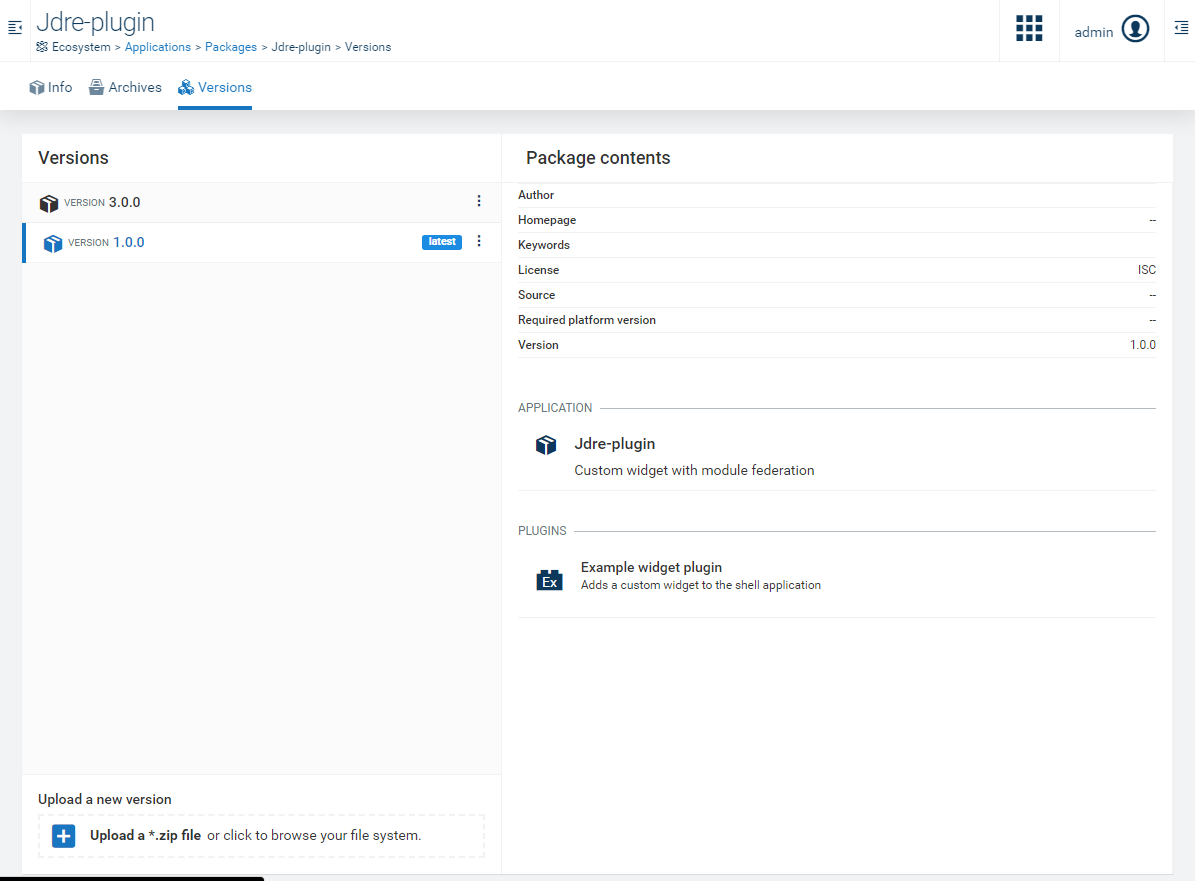 Jdre-plugin
Ecosystem > Applications > Packages > Jdre-plugin > Versions
admin
Info Archives Versions
Versions
VERSION 3.0.0
VERSION 1.0.0 latest
Upload a new version
Upload a *.zip file or click to browse your file system.
Package contents
Author
Homepage --
Keywords
License ISC
Source --
Required platform version --
Version 1.0.0
APPLICATION
Jdre-plugin
Custom widget with module federation
PLUGINS
Ex
Example widget plugin
Adds a custom widget to the shell application